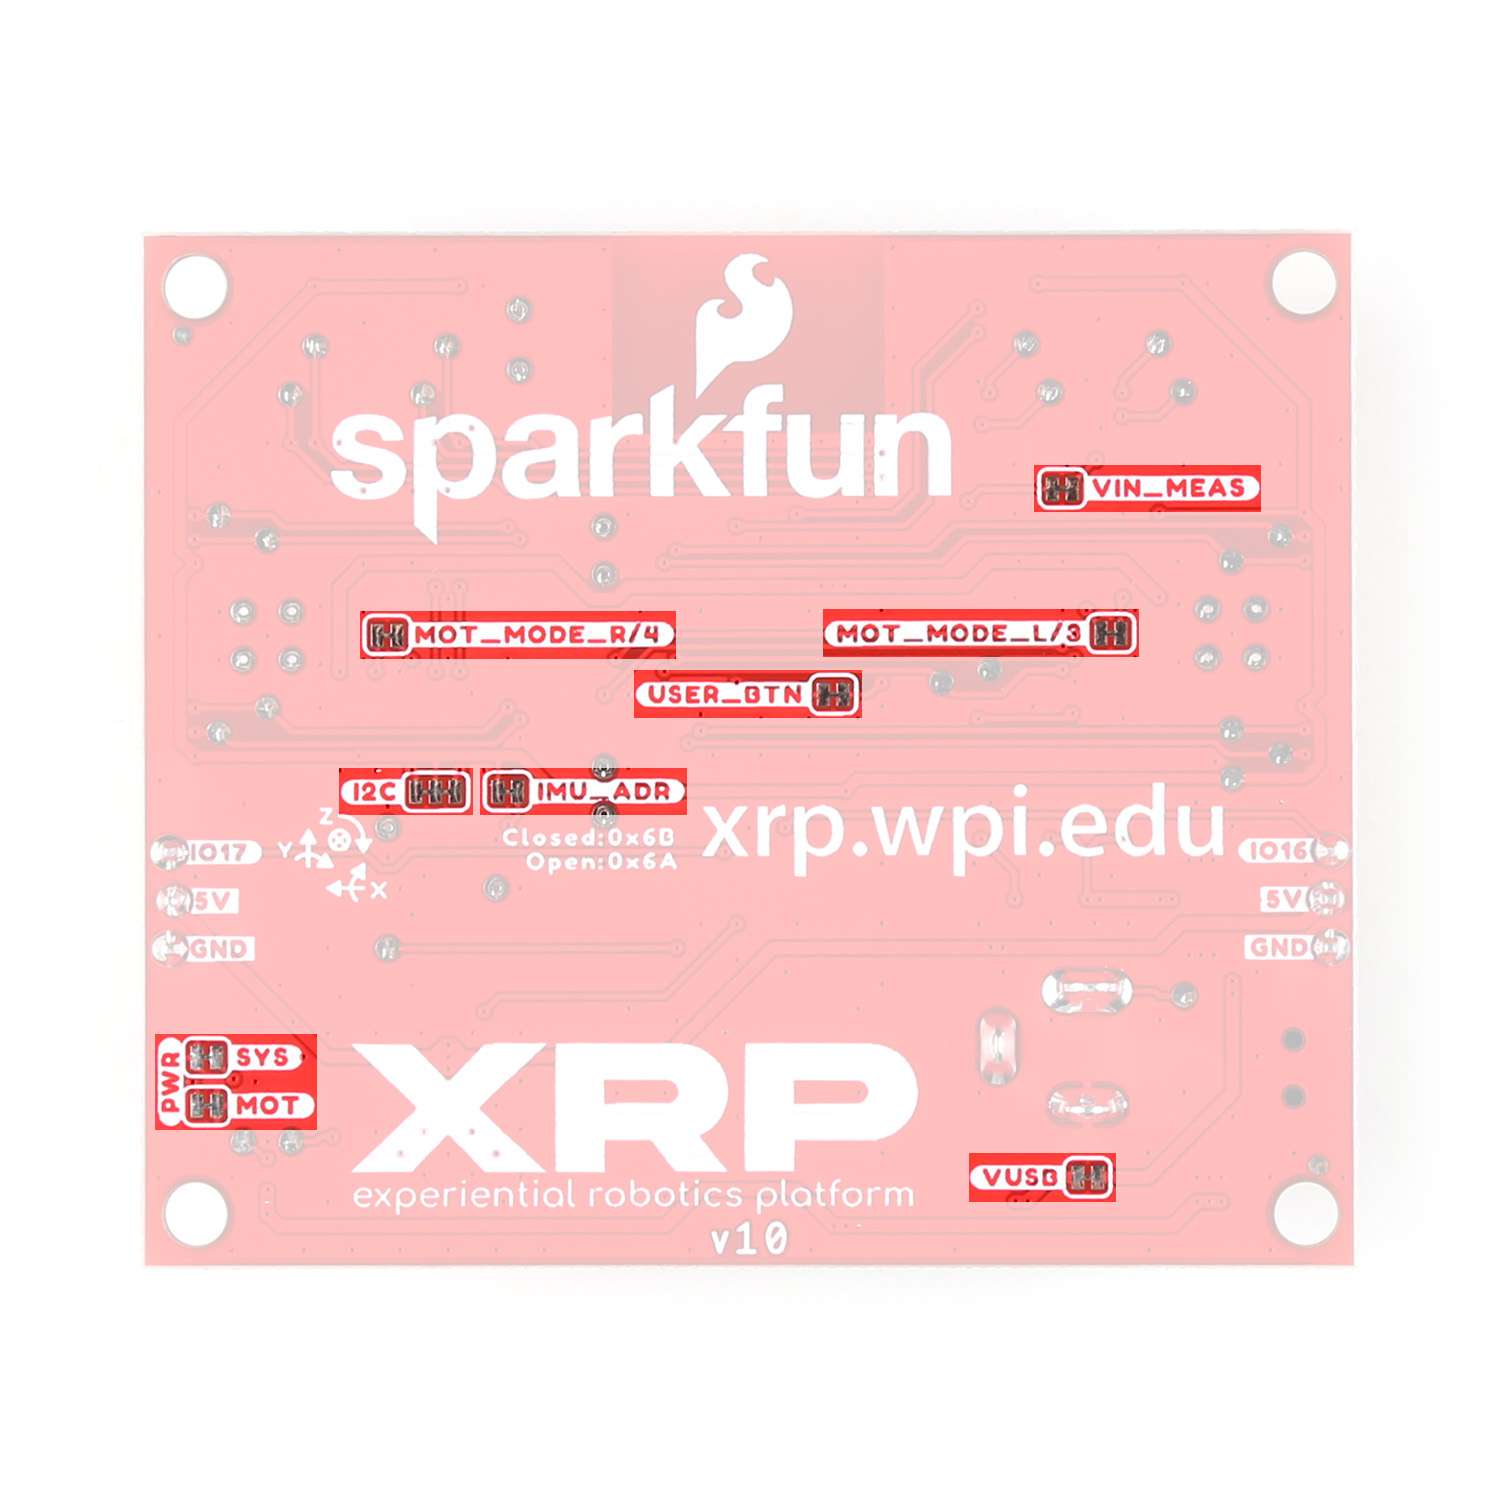 sparkfun
VIN_MEAS
MOT_MODE_R/4
MOT_MODE_L/3
USER_BTN
I2C
IMU_ADR
Closed:0x6B
Open:0x6A
xrp.wpi.edu
Z
Y
X
IO17
5V
GND
IO16
5V
GND
PWR
SYS
MOT
XRP
experiential robotics platform
v10
VUSB